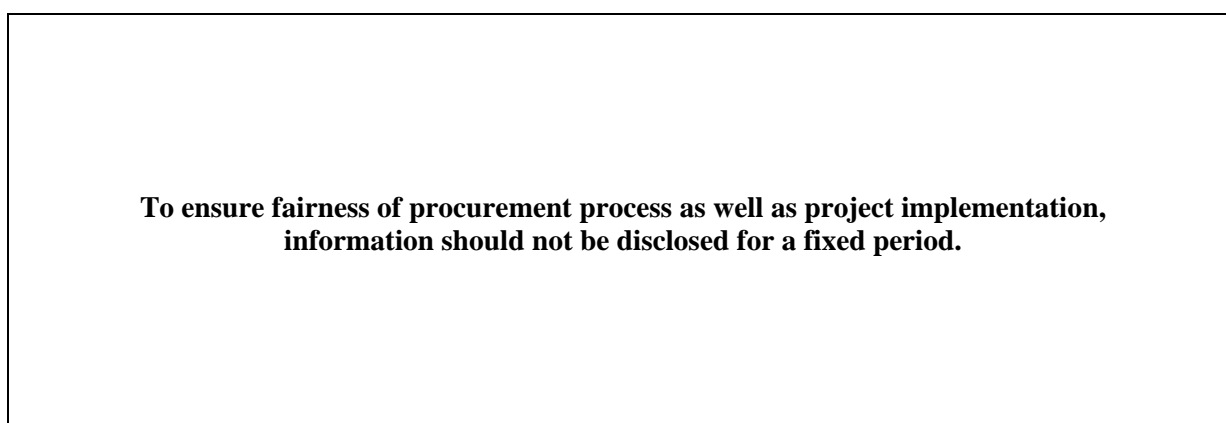 To ensure fairness of procurement process as well as project implementation,
information should not be disclosed for a fixed period.